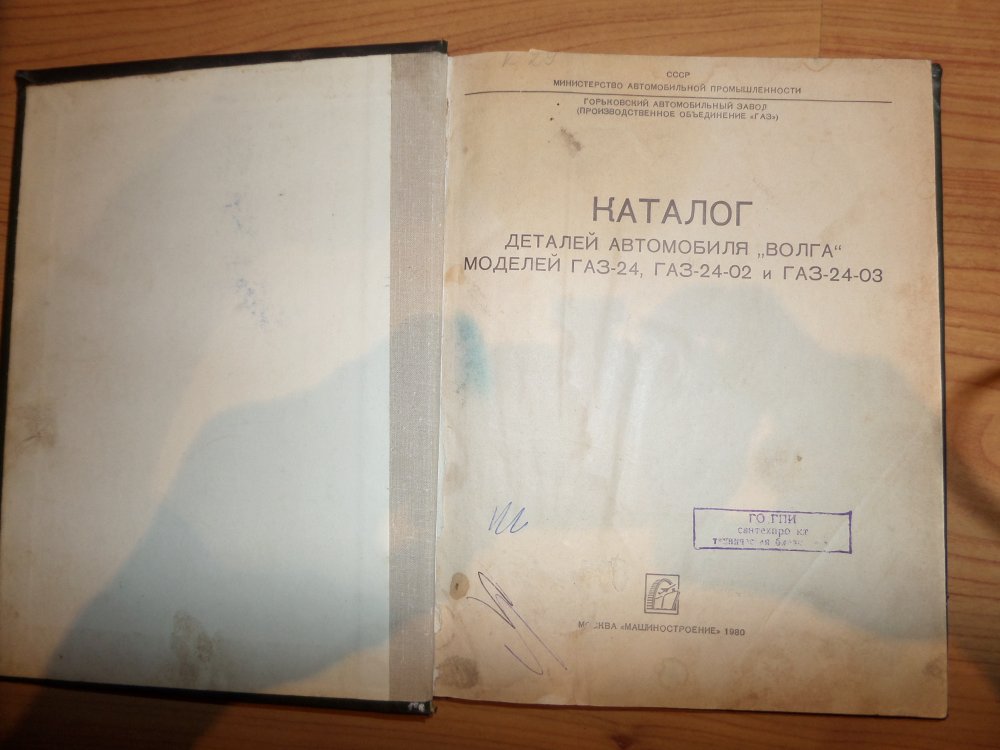 СССР
МИНИСТЕРСТВО АВТОМОБИЛЬНОЙ ПРОМЫШЛЕННОСТИ
ГОРЬКОВСКИЙ АВТОМОБИЛЬНЫЙ ЗАВОД
(ПРОИЗВОДСТВЕННОЕ ОБЪЕДИНЕНИЕ «ГАЗ»)
КАТАЛОГ
ДЕТАЛЕЙ АВТОМОБИЛЯ „ВОЛГА“
МОДЕЛЕЙ ГАЗ-24, ГАЗ-24-02 и ГАЗ-24-03
ГО ГПИ
МОСКВА «МАШИНОСТРОЕНИЕ» 1980